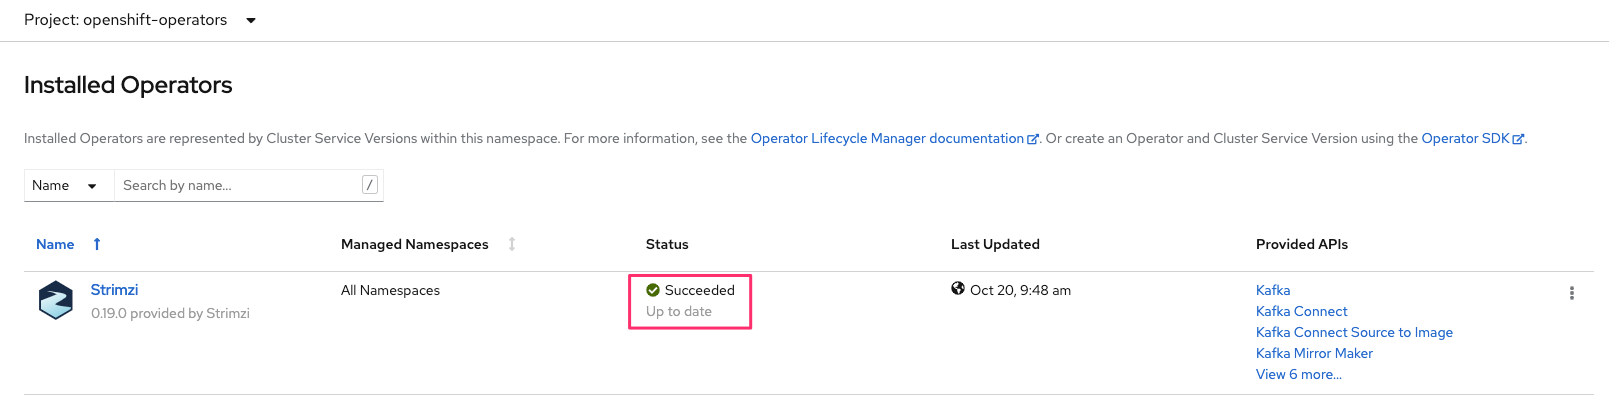 Project: openshift-operators
Installed Operators
Installed Operators are represented by Cluster Service Versions within this namespace. For more information, see the Operator Lifecycle Manager documentation. Or create an Operator and Cluster Service Version using the Operator SDK.
Name Search by name... /
Name Managed Namespaces Status Last Updated Provided APIs
Strimzi All Namespaces Succeeded Oct 20, 9:48 am Kafka
0.19.0 provided by Strimzi Up to date Kafka Connect
Kafka Connect Source to Image
Kafka Mirror Maker
View 6 more...